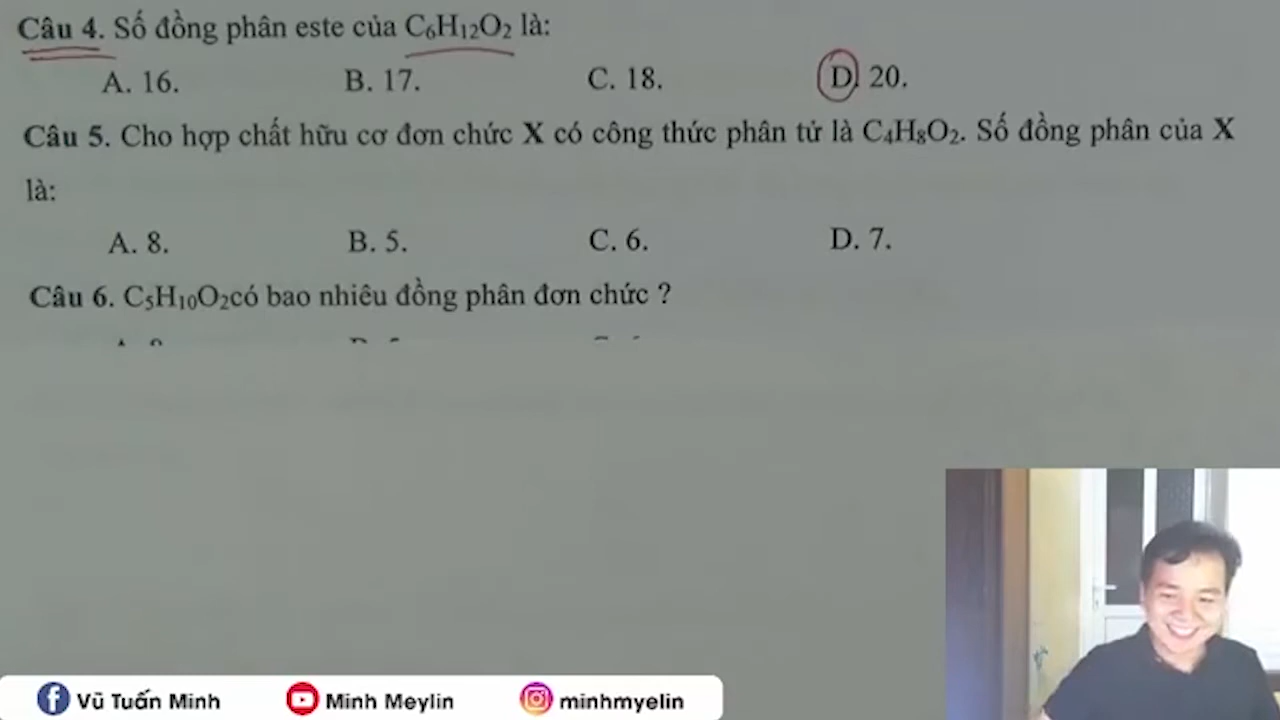 Câu 4. Số đồng phân este của C₆H₁₂O₂ là:
A. 16. B. 17. C. 18. D. 20.
Câu 5. Cho hợp chất hữu cơ đơn chức X có công thức phân tử là C₄H₈O₂. Số đồng phân của X
là:
A. 8. B. 5. C. 6. D. 7.
Câu 6. C₅H₁₀O₂có bao nhiêu đồng phân đơn chức ?
Vũ Tuấn Minh Minh Meylin minhmyelin